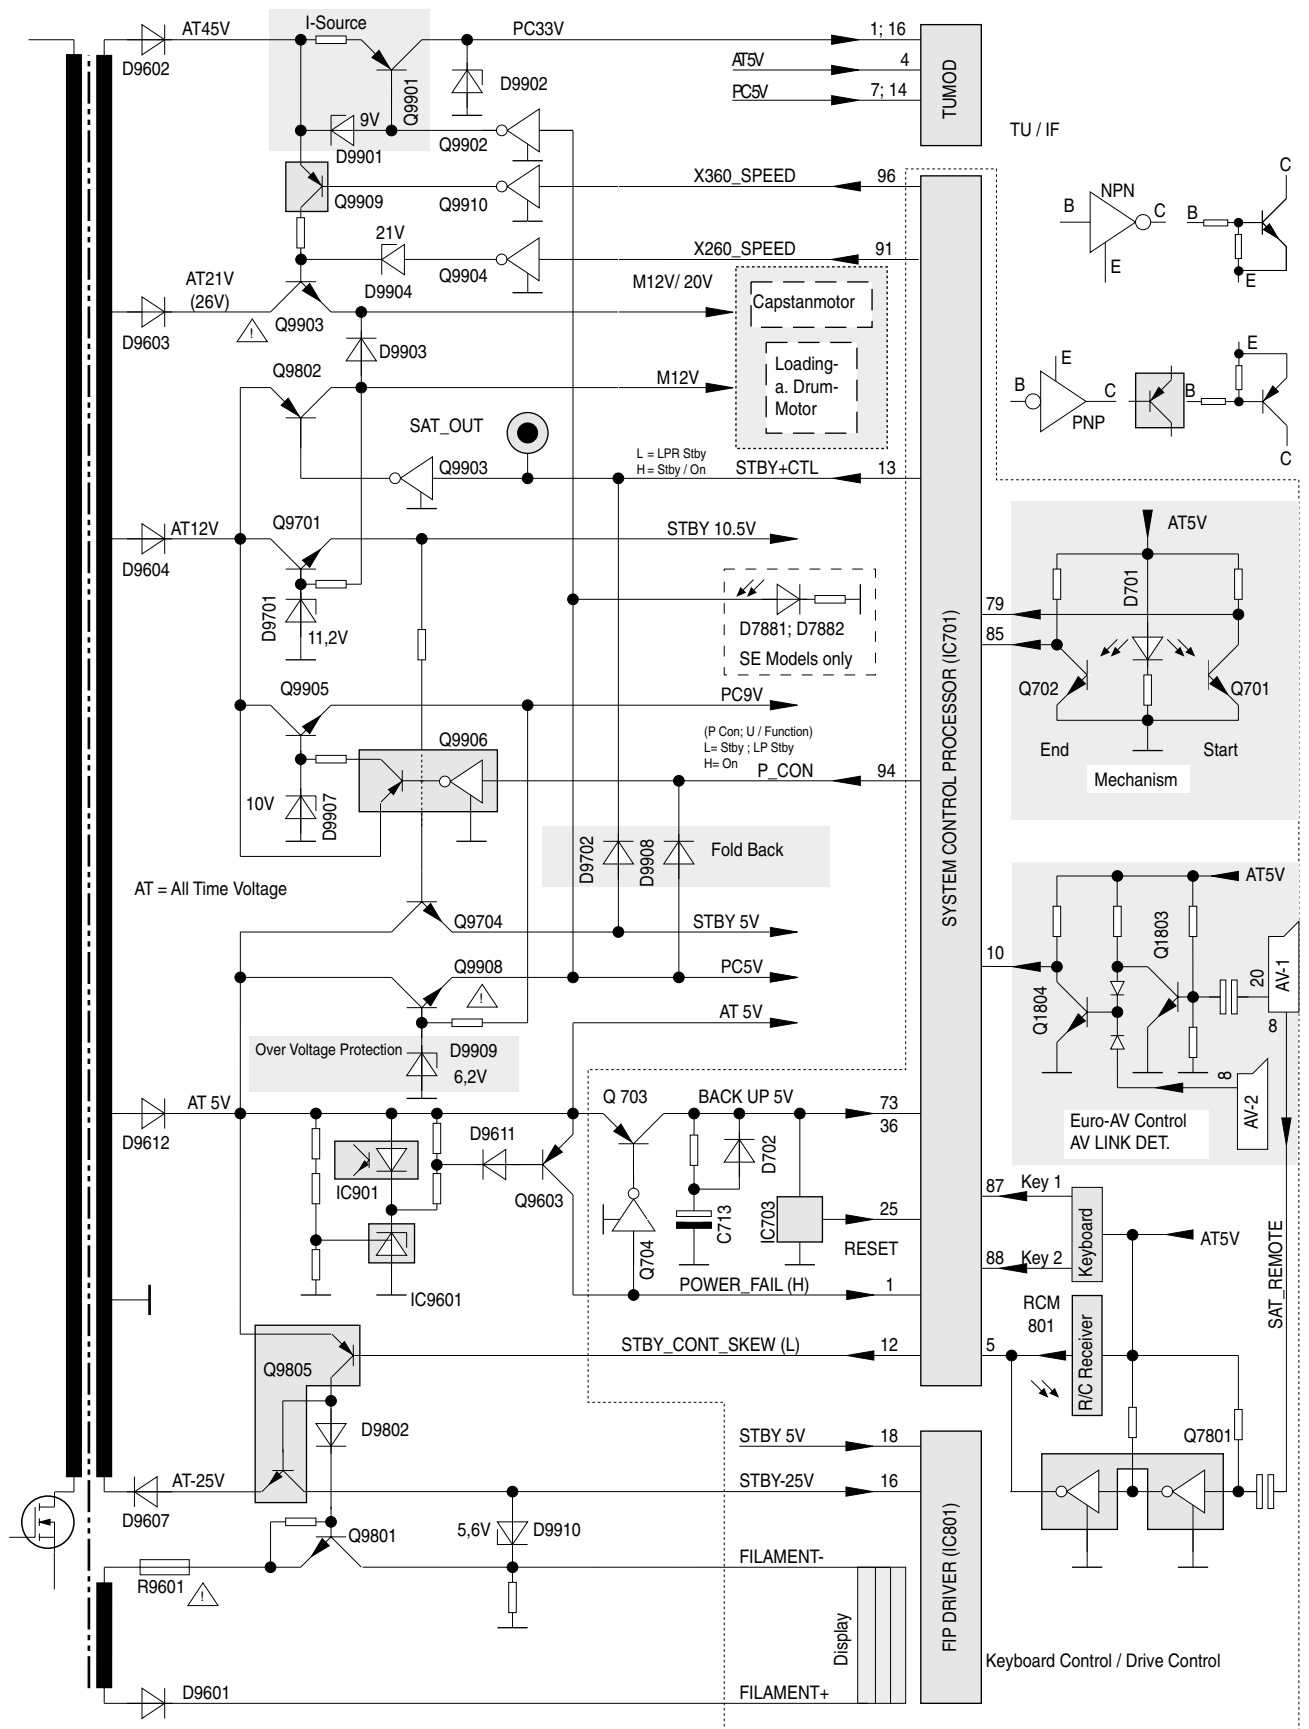 I-Source
AT45V
PC33V
1; 16
D9602
AT5V
4
TUMOD
Q9901
D9902
PC5V
7; 14
9V
TU / IF
D9901
Q9902
X360_SPEED
96
Q9909
Q9910
NPN
B
C
E
B
C
E
21V
X260_SPEED
91
D9904
Q9904
AT21V
(26V)
M12V/ 20V
Capstanmotor
D9603
!
Q9903
D9903
Q9802
M12V
Loading-
a. Drum-
Motor
E
B
C
PNP
B
E
C
SAT_OUT
L = LPR Stby
H = Stby / On
Q9903
STBY+CTL
13
AT12V
Q9701
STBY 10.5V
D9604
AT5V
D701
D9701
11,2V
D7881; D7882
SE Models only
79
85
Q702
Q701
End
Start
Mechanism
SYSTEM CONTROL PROCESSOR (IC701)
Q9905
PC9V
(P Con; U / Function)
L= Stby ; LP Stby
H= On
Q9906
P_CON
94
10V
D9907
D9702
D9908
Fold Back
AT = All Time Voltage
AT5V
Q9704
STBY 5V
Q1803
10
Q9908
!
PC5V
Q1804
20
AV-1
8
AT 5V
Over Voltage Protection
D9909
6,2V
8
AV-2
Euro-AV Control
AV LINK DET.
AT 5V
D9612
Q 703
BACK UP 5V
73
36
D9611
D702
IC901
Q9603
C713
IC703
25
RESET
Q704
87
Key 1
Keyboard
AT5V
88
Key 2
SAT_REMOTE
IC9601
POWER_FAIL (H)
1
RCM
801
STBY_CONT_SKEW (L)
12
5
R/C Receiver
Q9805
D9802
STBY 5V
18
Q7801
AT-25V
STBY-25V
16
D9607
Q9801
5,6V
D9910
FILAMENT-
R9601
!
FIP DRIVER (IC801)
Display
Keyboard Control / Drive Control
D9601
FILAMENT+